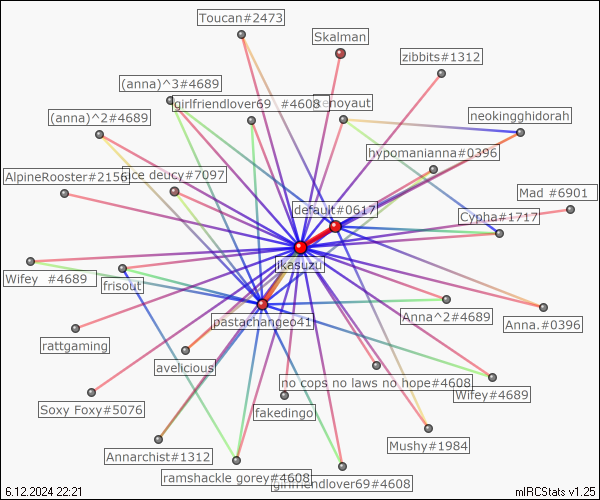 Toucan#2473
Skalman
zibbits#1312
(anna)^3#4689
girlfriendlover69 #4608
enoyaut
neokingghidorah
(anna)^2#4689
hypomanianna#0396
AlpineRooster#2156
ice deucy#7097
Mad #6901
default#0617
Cypha#1717
jkasuzu
Wifey #4689
frisout
Anna^2#4689
Anna.#0396
pastachangeo41
rattgaming
avelicious
no cops no laws no hope#4608
Wifey#4689
Soxy Foxy#5076
fakedingo
Mushy#1984
Annarchist#1312
ramshackle gorey#4608
girlfriendlover69#4608
6.12.2024 22:21
mIRCStats v1.25